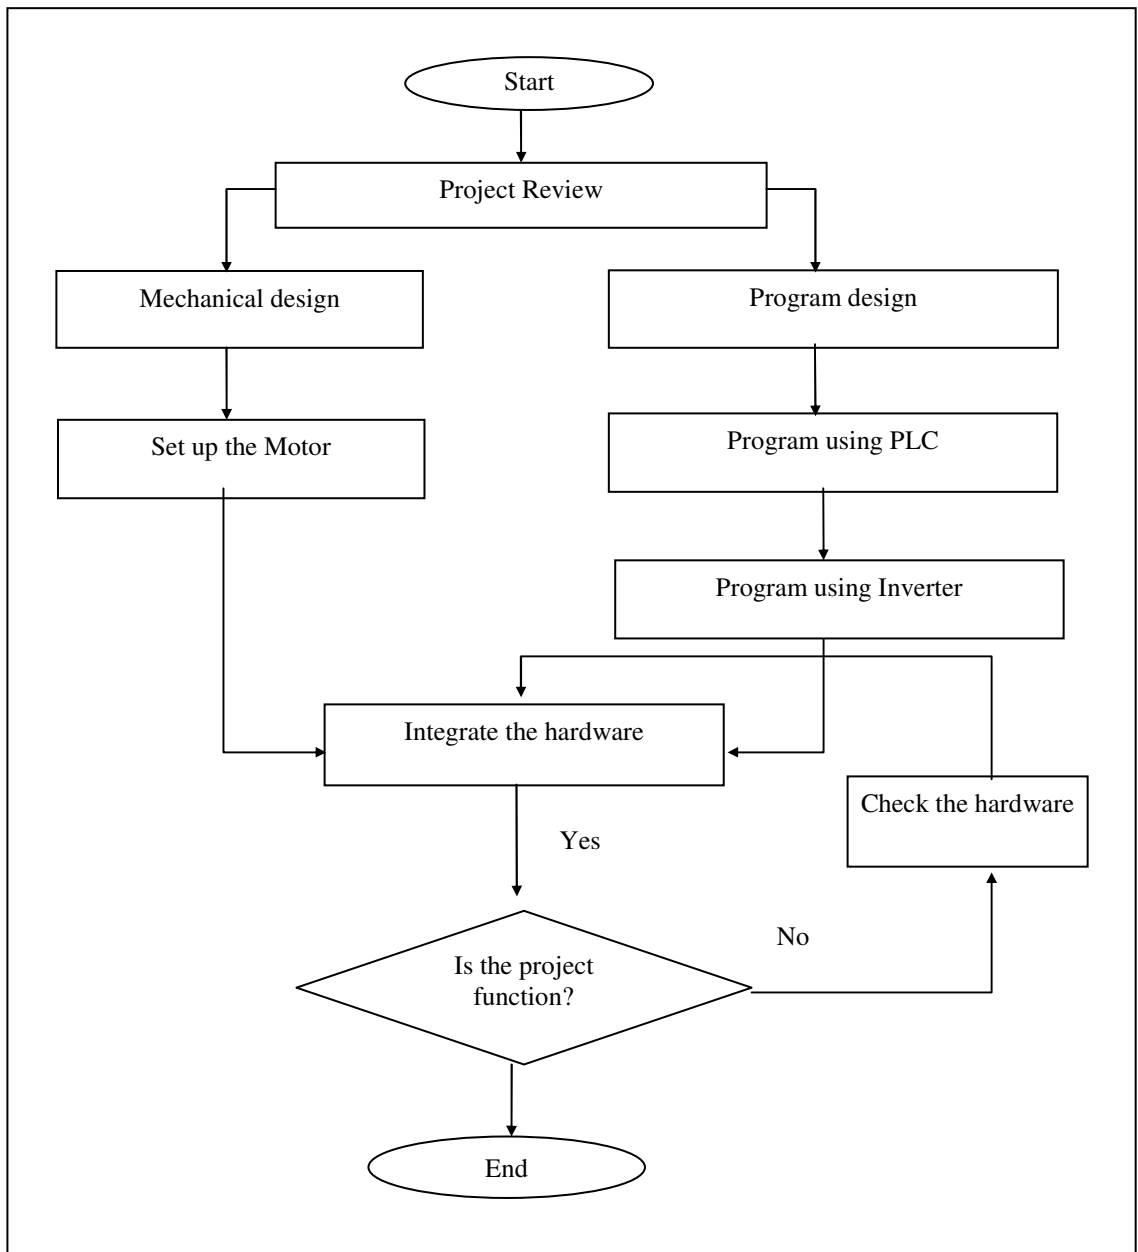 Start
Project Review
Mechanical design
Program design
Set up the Motor
Program using PLC
Program using Inverter
Integrate the hardware
Check the hardware
Yes
No
Is the project
function?
End